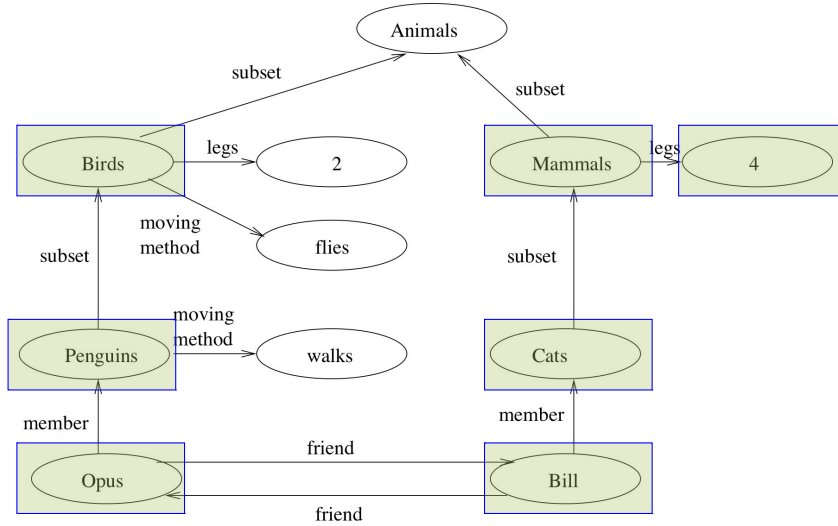 Animals
subset
subset
Birds
legs
2
Mammals
legs
4
moving
method
flies
subset
subset
moving
method
Penguins
walks
Cats
member
member
Opus
friend
Bill
friend